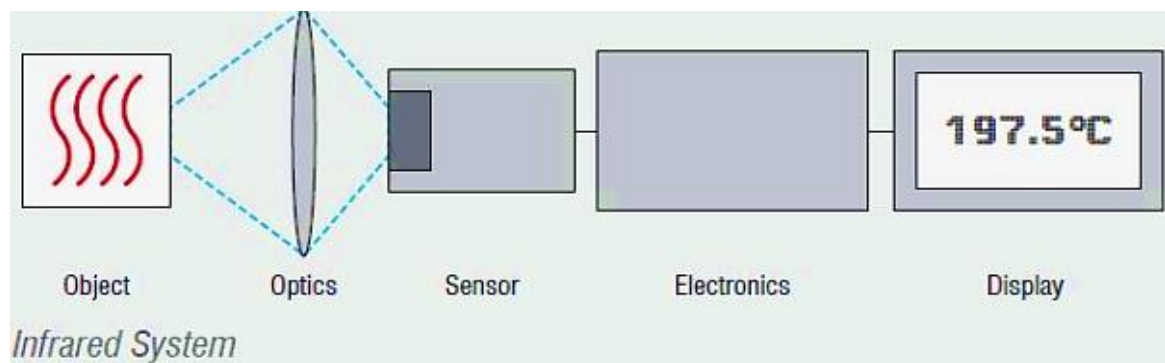 197.5°C
Object Optics Sensor Electronics Display
Infrared System